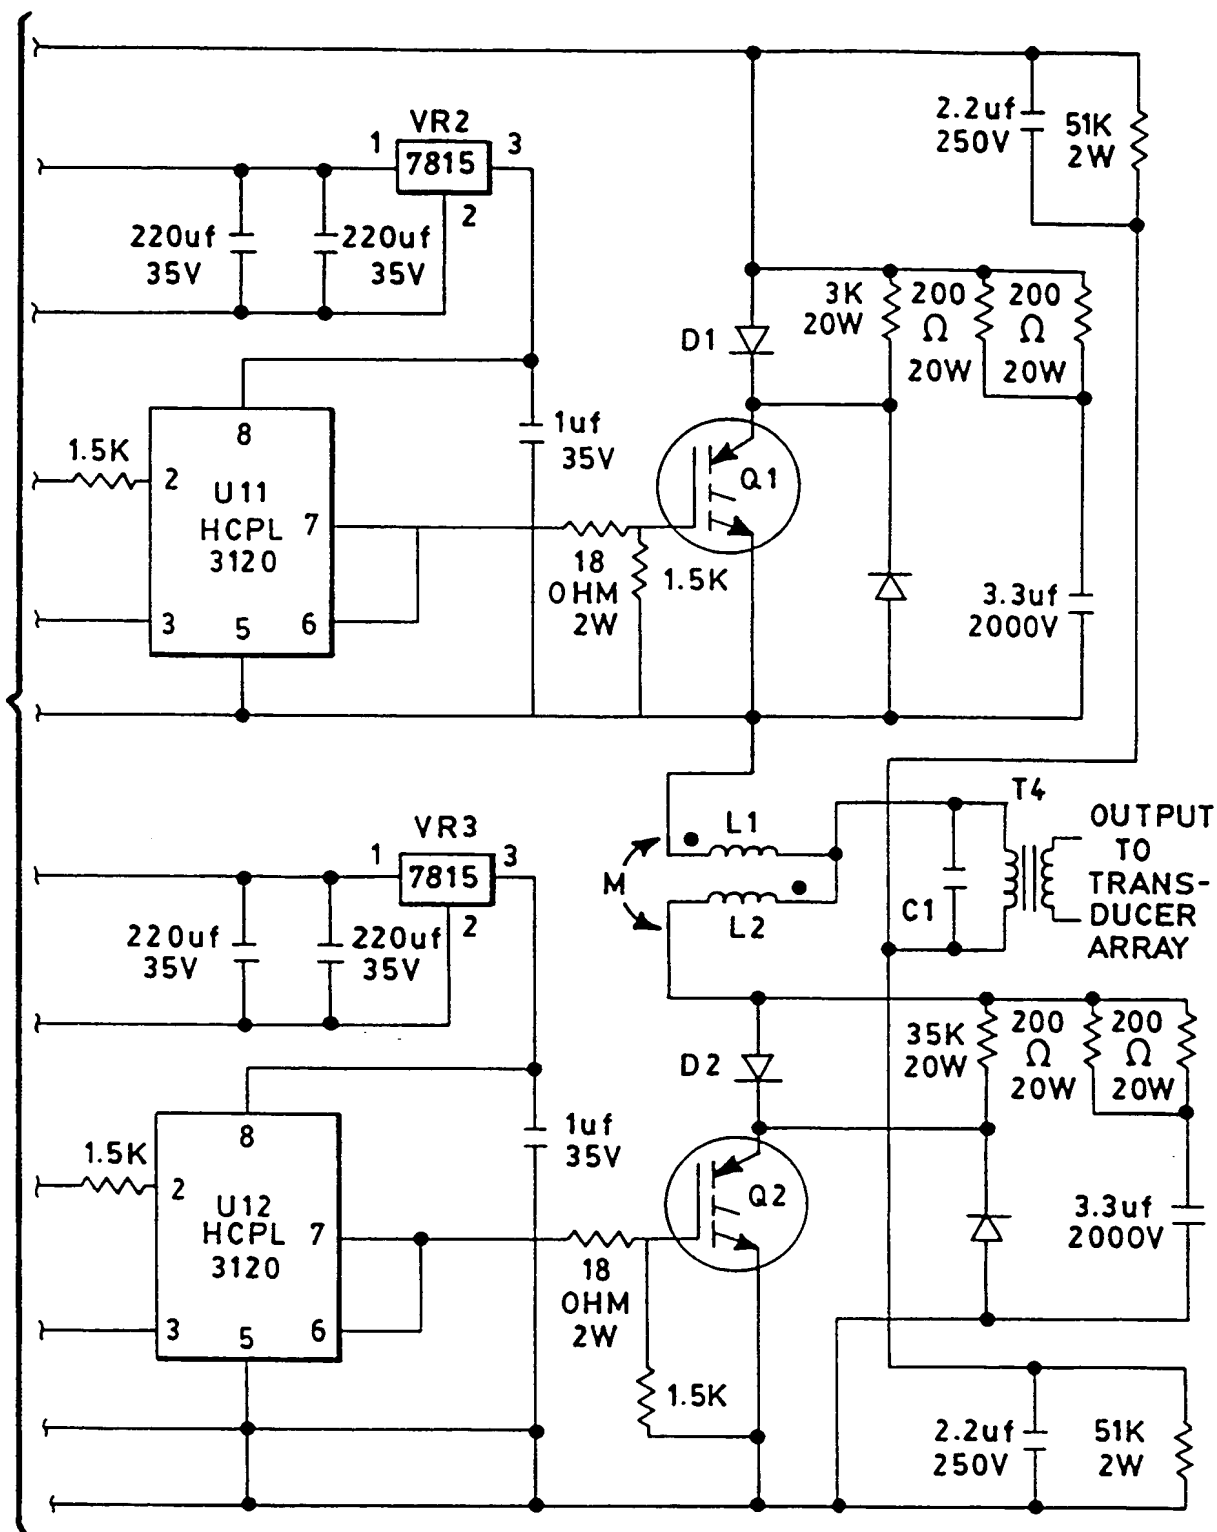 2.2uf
250V
51K
2W
VR2
1
7815
3
2
220uf
35V
220uf
35V
3K
20W
200
Ω
20W
200
Ω
20W
D1
1uf
35V
1.5K
2
8
U11
HCPL
3120
7
3
5
6
18
OHM
2W
1.5K
Q1
3.3uf
2000V
T4
OUTPUT
TO
TRANS-
DUCER
ARRAY
L1
M
L2
C1
VR3
1
7815
3
2
220uf
35V
220uf
35V
35K
20W
200
Ω
20W
200
Ω
20W
D2
1uf
35V
1.5K
2
8
U12
HCPL
3120
7
3
5
6
18
OHM
2W
1.5K
Q2
3.3uf
2000V
2.2uf
250V
51K
2W